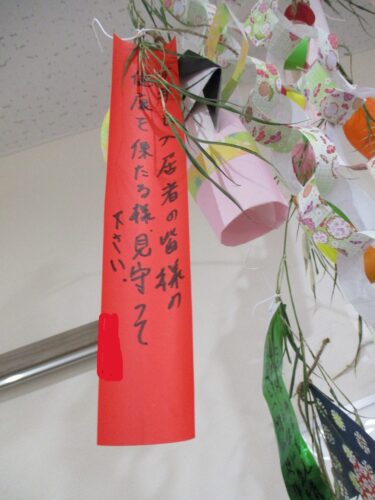 入居者の皆様の
健康を保たる様、見守って
下さい。